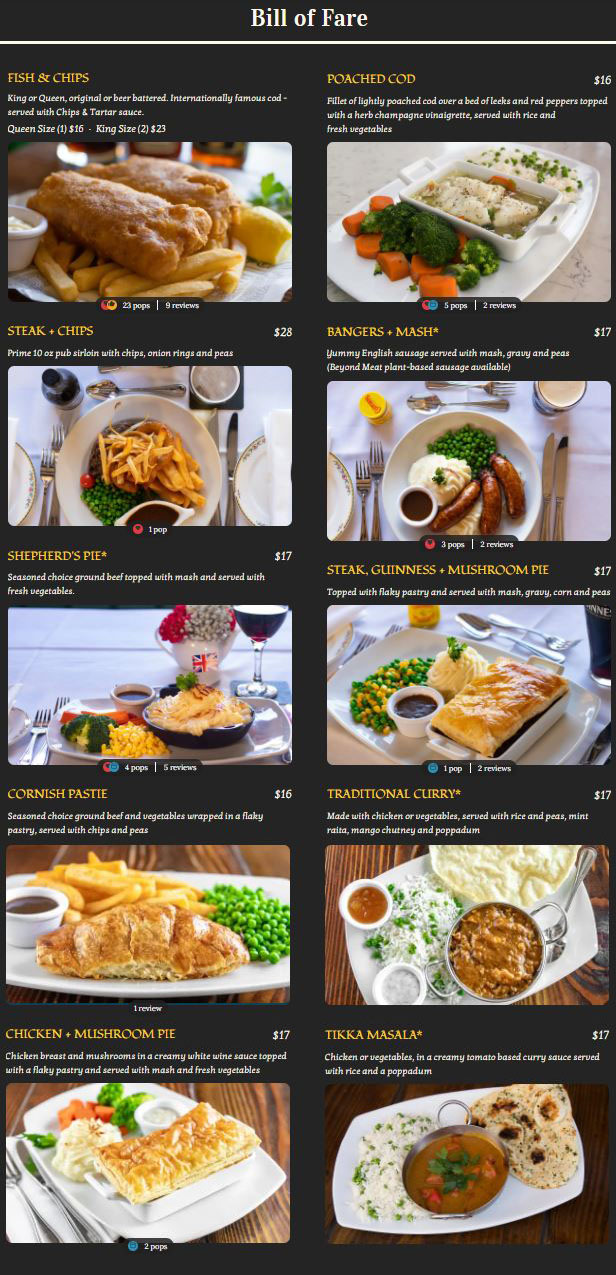 Bill of Fare
FISH & CHIPS
King or Queen, original or beer battered. Internationally famous cod -
served with Chips & Tartar sauce.
Queen Size (1) $16 · King Size (2) $23
23 pops | 9 reviews
POACHED COD $16
Fillet of lightly poached cod over a bed of leeks and red peppers topped
with a herb champagne vinaigrette, served with rice and
fresh vegetables
5 pops | 2 reviews
STEAK + CHIPS $28
Prime 10 oz pub sirloin with chips, onion rings and peas
1 pop
BANGERS + MASH* $17
Yummy English sausage served with mash, gravy and peas
(Beyond Meat plant-based sausage available)
3 pops | 2 reviews
SHEPHERD'S PIE* $17
Seasoned choice ground beef topped with mash and served with
fresh vegetables.
4 pops | 5 reviews
STEAK, GUINNESS + MUSHROOM PIE $17
Topped with flaky pastry and served with mash, gravy, corn and peas
1 pop | 2 reviews
CORNISH PASTIE $16
Seasoned choice ground beef and vegetables wrapped in a flaky
pastry, served with chips and peas
1 review
TRADITIONAL CURRY* $17
Made with chicken or vegetables, served with rice and peas, mint
raita, mango chutney and poppadum
CHICKEN + MUSHROOM PIE $17
Chicken breast and mushrooms in a creamy white wine sauce topped
with a flaky pastry and served with mash and fresh vegetables
2 pops
TIKKA MASALA* $17
Chicken or vegetables, in a creamy tomato based curry sauce served
with rice and a poppadum